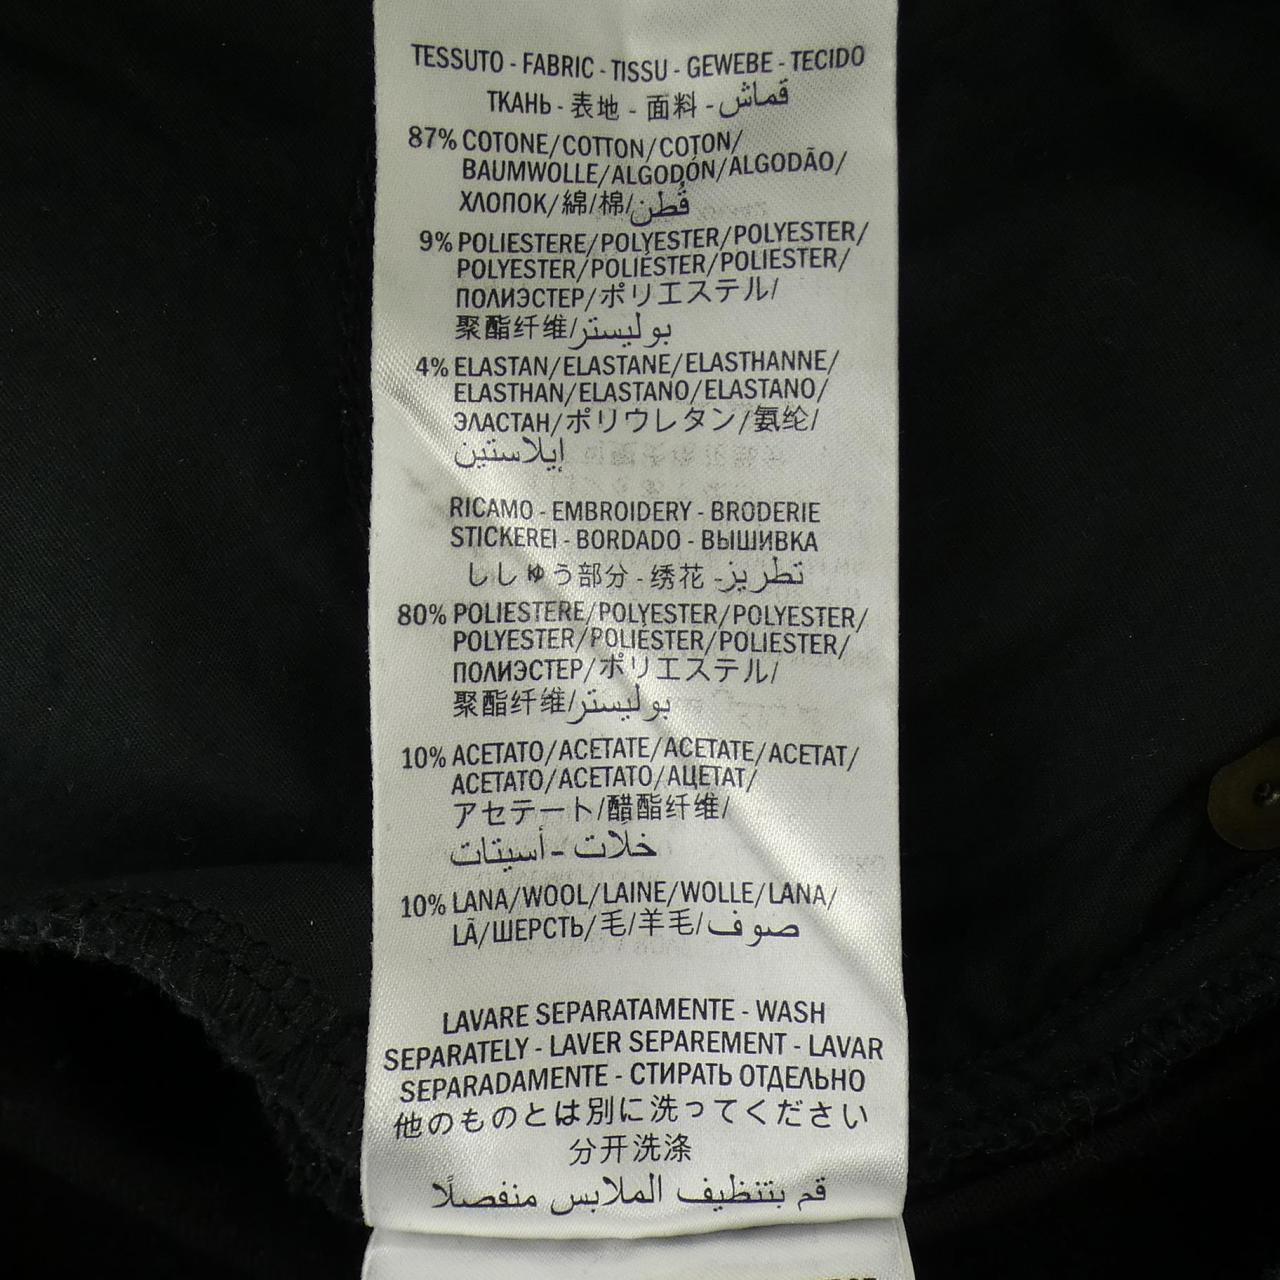 TESSUTO - FABRIC - TISSU - GEWEBE - TECIDO
ТКАНЬ - 表地 - 面料 - قماش
87% COTONE/COTTON/COTON/
BAUMWOLLE/ALGODÓN/ALGODÃO/
ХЛОПОК/綿/棉/قُطن
9% POLIESTERE/POLYESTER/POLYESTER/
POLYESTER/POLIÉSTER/POLIESTER/
ПОЛИЭСТЕР/ポリエステル/
聚酯纤维/بوليستر
4% ELASTAN/ELASTANE/ELASTHANNE/
ELASTHAN/ELASTANO/ELASTANO/
ЭЛАСТАН/ポリウレタン/氨纶/
إيلاستين
RICAMO - EMBROIDERY - BRODERIE
STICKEREI - BORDADO - ВЫШИВКА
ししゅう部分 - 绣花 - تطريز
80% POLIESTERE/POLYESTER/POLYESTER/
POLYESTER/POLIÉSTER/POLIESTER/
ПОЛИЭСТЕР/ポリエステル/
聚酯纤维/بوليستر
10% ACETATO/ACETATE/ACETATE/ACETAT/
ACETATO/ACETATO/АЦЕТАТ/
アセテート/醋酯纤维/
خلات - أسيتات
10% LANA/WOOL/LAINE/WOLLE/LANA/
LÃ/ШЕРСТЬ/毛/羊毛/صوف
LAVARE SEPARATAMENTE - WASH
SEPARATELY - LAVER SEPAREMENT - LAVAR
SEPARADAMENTE - СТИРАТЬ ОТДЕЛЬНО
他のものとは別に洗ってください
分开洗涤
قم بتنظيف الملابس منفصلًا